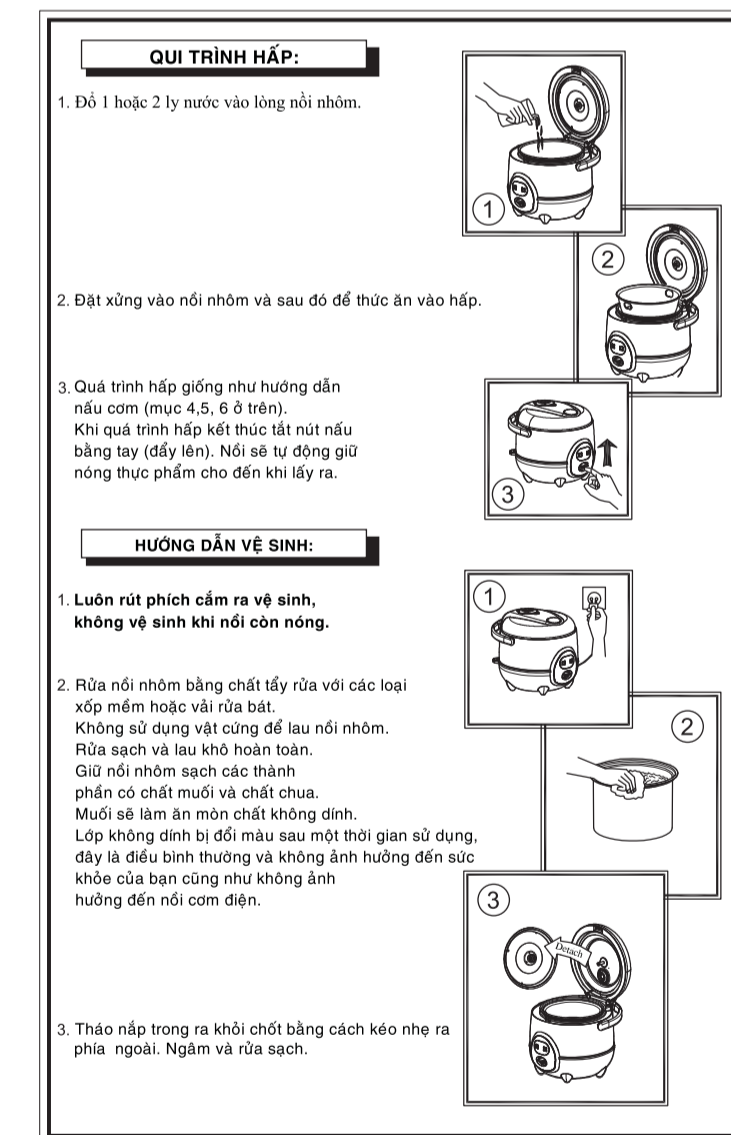 QUI TRÌNH HẤP:
1. Đổ 1 hoặc 2 ly nước vào lòng nồi nhôm.
1
2
2. Đặt xửng vào nồi nhôm và sau đó để thức ăn vào hấp.
3. Quá trình hấp giống như hướng dẫn
nấu cơm (mục 4,5, 6 ở trên).
Khi quá trình hấp kết thúc tắt nút nấu
bằng tay (đẩy lên). Nồi sẽ tự động giữ
nóng thực phẩm cho đến khi lấy ra.
3
HƯỚNG DẪN VỆ SINH:
1. Luôn rút phích cắm ra vệ sinh,
không vệ sinh khi nồi còn nóng.
1
2. Rửa nồi nhôm bằng chất tẩy rửa với các loại
xốp mềm hoặc vải rửa bát.
Không sử dụng vật cứng để lau nồi nhôm.
Rửa sạch và lau khô hoàn toàn.
Giữ nồi nhôm sạch các thành
phần có chất muối và chất chua.
Muối sẽ làm ăn mòn chất không dính.
Lớp không dính bị đổi màu sau một thời gian sử dụng,
đây là điều bình thường và không ảnh hưởng đến sức
khỏe của bạn cũng như không ảnh
hưởng đến nồi cơm điện.
2
3
Detach
3. Tháo nắp trong ra khỏi chốt bằng cách kéo nhẹ ra
phía ngoài. Ngâm và rửa sạch.